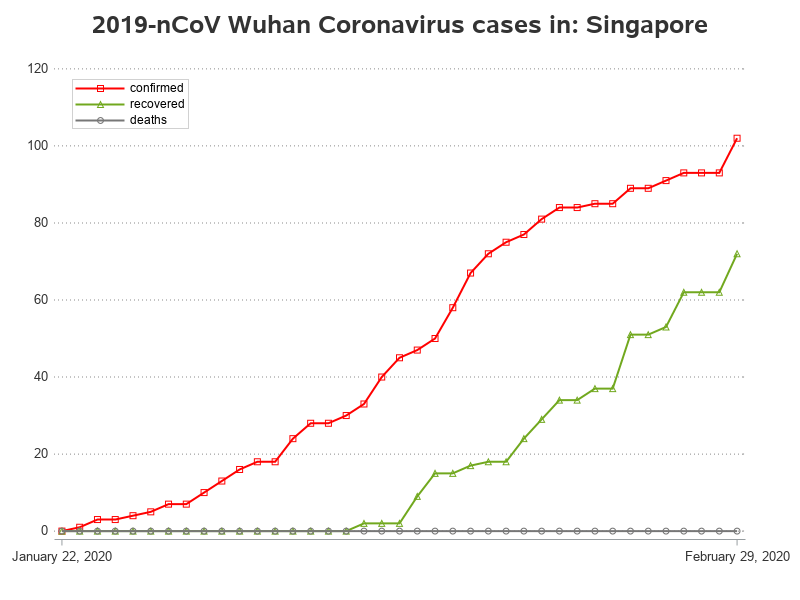 2019-nCoV Wuhan Coronavirus cases in: Singapore
120
confirmed
recovered
deaths
100
80
60
40
20
0
January 22, 2020
February 29, 2020